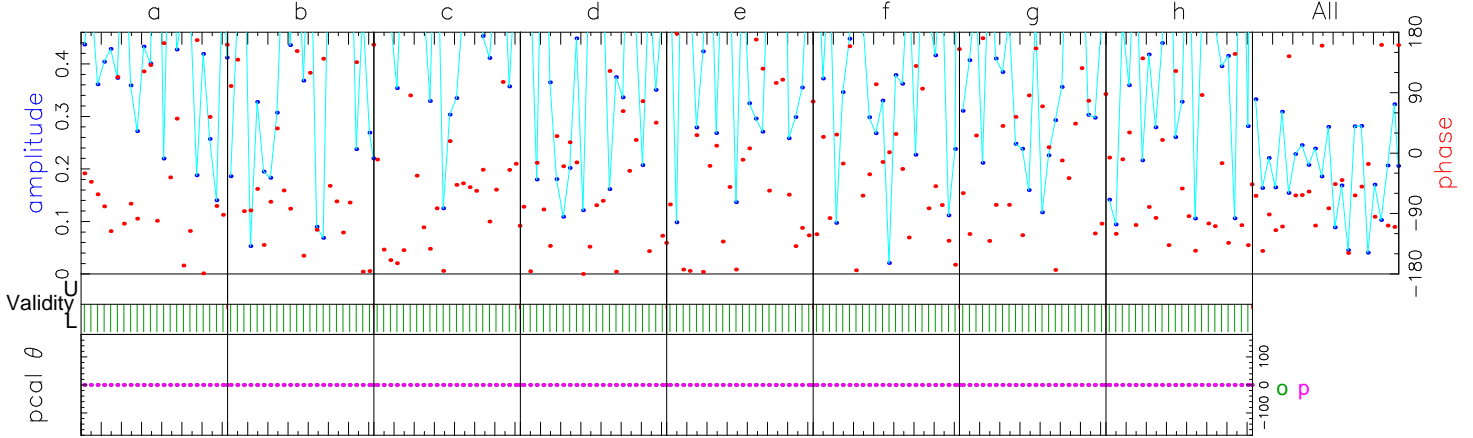 a b c d e f g h All
amplitude
0 0.1 0.2 0.3 0.4
180 90 0 −90 −180
phase
Validity U L
pcal θ
−100 0 100
o p